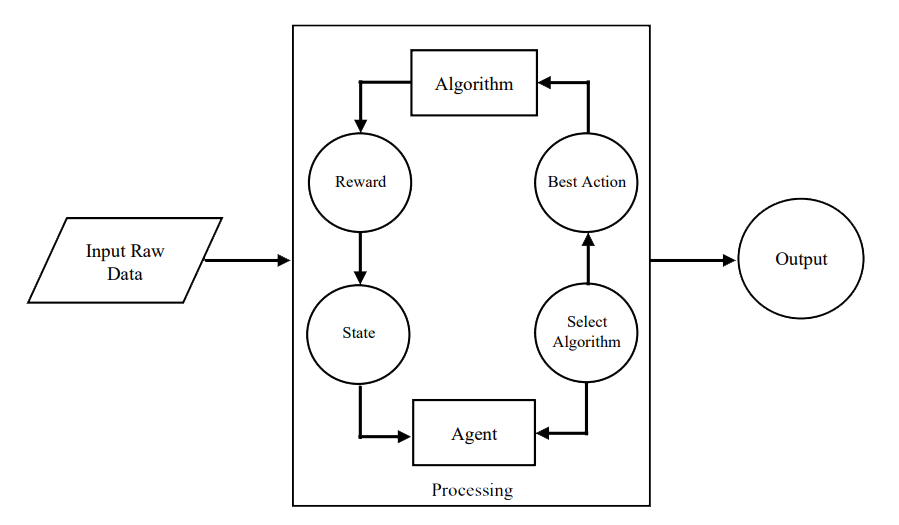 Algorithm
Reward
Best Action
Input Raw
Data
Output
State
Select
Algorithm
Agent
Processing